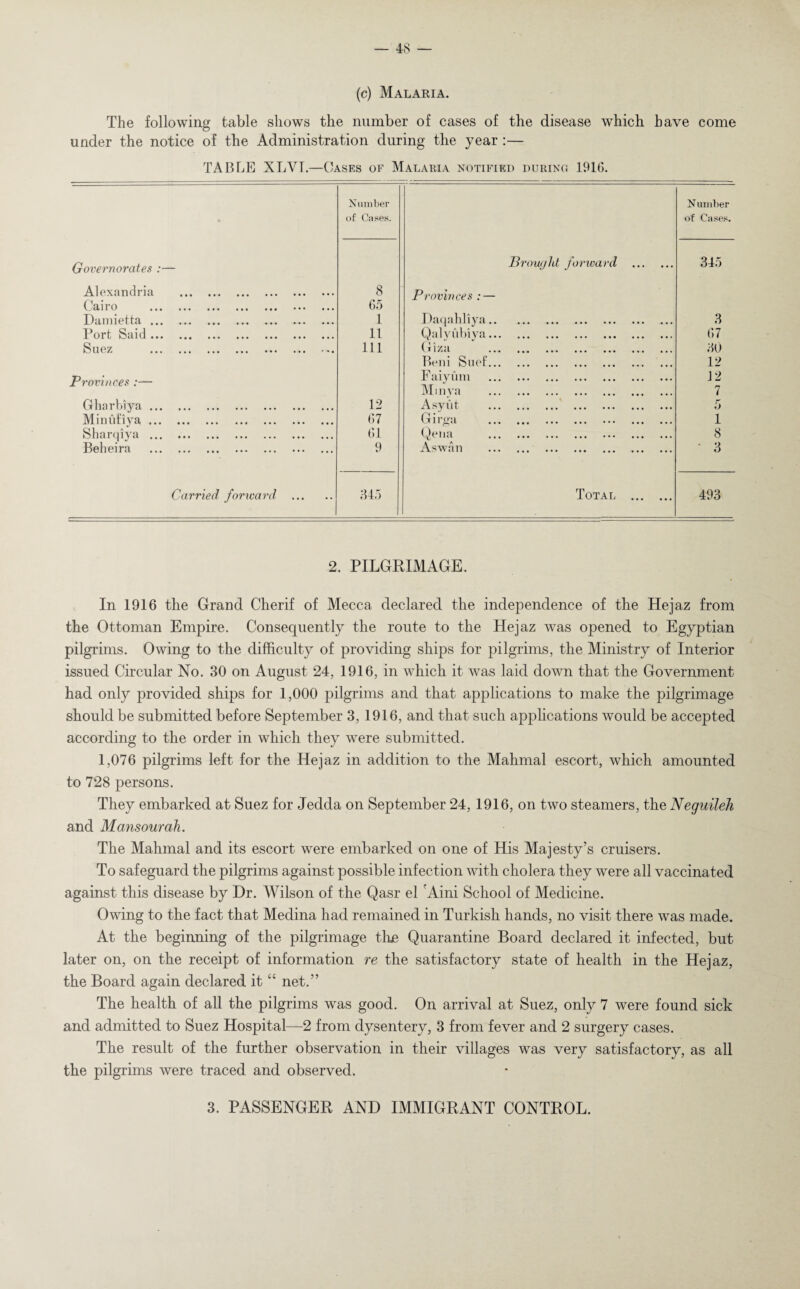 — 48 —
(c) Malaria.
The following table shows the number of cases of the disease which have come
under the notice of the Administration during the year :—
TABLE XLVI.—Cases of Malaria notified during 1916.
Number of Cases.
Number of Cases.
Governorates :—
Alexandria ... ... ... ... ... ... 8
Cairo ... ... ... ... ... ... ... 65
Damietta ... ... ... ... ... ... ... 1
Port Said ... ... ... ... ... ... ... 11
Suez ... ... ... ... ... ... ... 111
Provinces :—
Gharbîya ... ... ... ... ... ... ... 12
Minûfîya ... ... ... ... ... ... ... 67
Sharqîya ... ... ... ... ... ... ... 61
Beheira ... ... ... ... ... ... ... 9
Carried forward ... .. 345
Brought forward ... ... 345
Provinces :—
Daqahlîya .. ... ... ... ... ... ... 3
Qalyûbîya ... ... ... ... ... ... ... 67
Gîza ... ... ... ... ... ... ... 30
Beni Suef ... ... ... ... ... ... ... 12
Faiyûm ... ... ... ... ... ... ... 12
Minya ... ... ... ... ... ... ... 7
Asyût ... ... ... ... ... ... ... 5
Girga ... ... ... ... ... ... ... 1
Qena ... ... ... ... ... ... ... 8
Aswân ... ... ... ... ... ... ... 3
Total ... ... 493
2. PILGRIMAGE.
In 1916 the Grand Cherif of Mecca declared the independence of the Hejaz from
the Ottoman Empire. Consequently the route to the Hejaz was opened to Egyptian
pilgrims. Owing to the difficulty of providing ships for pilgrims, the Ministry of Interior
issued Circular No. 30 on August 24, 1916, in which it was laid down that the Government
had only provided ships for 1,000 pilgrims and that applications to make the pilgrimage
should be submitted before September 3, 1916, and that such applications would be accepted
according to the order in which they were submitted.
1,076 pilgrims left for the Hejaz in addition to the Mahmal escort, which amounted
to 728 persons.
They embarked at Suez for Jedda on September 24, 1916, on two steamers, the Neguileh
and Mansourah.
The Mahmal and its escort were embarked on one of His Majesty's cruisers.
To safeguard the pilgrims against possible infection with cholera they were all vaccinated
against this disease by Dr. Wilson of the Qasr el 'Aini School of Medicine.
Owing to the fact that Medina had remained in Turkish hands, no visit there was made.
At the beginning of the pilgrimage the Quarantine Board declared it infected, but
later on, on the receipt of information re the satisfactory state of health in the Hejaz,
the Board again declared it “ net.”
The health of all the pilgrims was good. On arrival at Suez, only 7 were found sick
and admitted to Suez Hospital—2 from dysentery, 3 from fever and 2 surgery cases.
The result of the further observation in their villages was very satisfactory, as all
the pilgrims were traced and observed.
3. PASSENGER AND IMMIGRANT CONTROL.